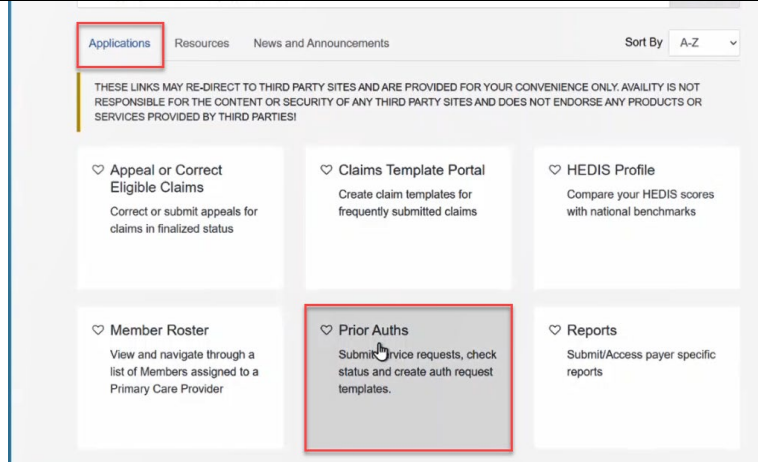 Applications
Resources
News and Announcements
Sort By
A-Z
THESE LINKS MAY RE-DIRECT TO THIRD PARTY SITES AND ARE PROVIDED FOR YOUR CONVENIENCE ONLY. AVAILITY IS NOT
RESPONSIBLE FOR THE CONTENT OR SECURITY OF ANY THIRD PARTY SITES AND DOES NOT ENDORSE ANY PRODUCTS OR
SERVICES PROVIDED BY THIRD PARTIES!
Appeal or Correct
Eligible Claims
Correct or submit appeals for
claims in finalized status
Claims Template Portal
Create claim templates for
frequently submitted claims
HEDIS Profile
Compare your HEDIS scores
with national benchmarks
Member Roster
View and navigate through a
list of Members assigned to a
Primary Care Provider
Prior Auths
Submit requests, check
status and create auth request
templates.
Reports
Submit/Access payer specific
reports